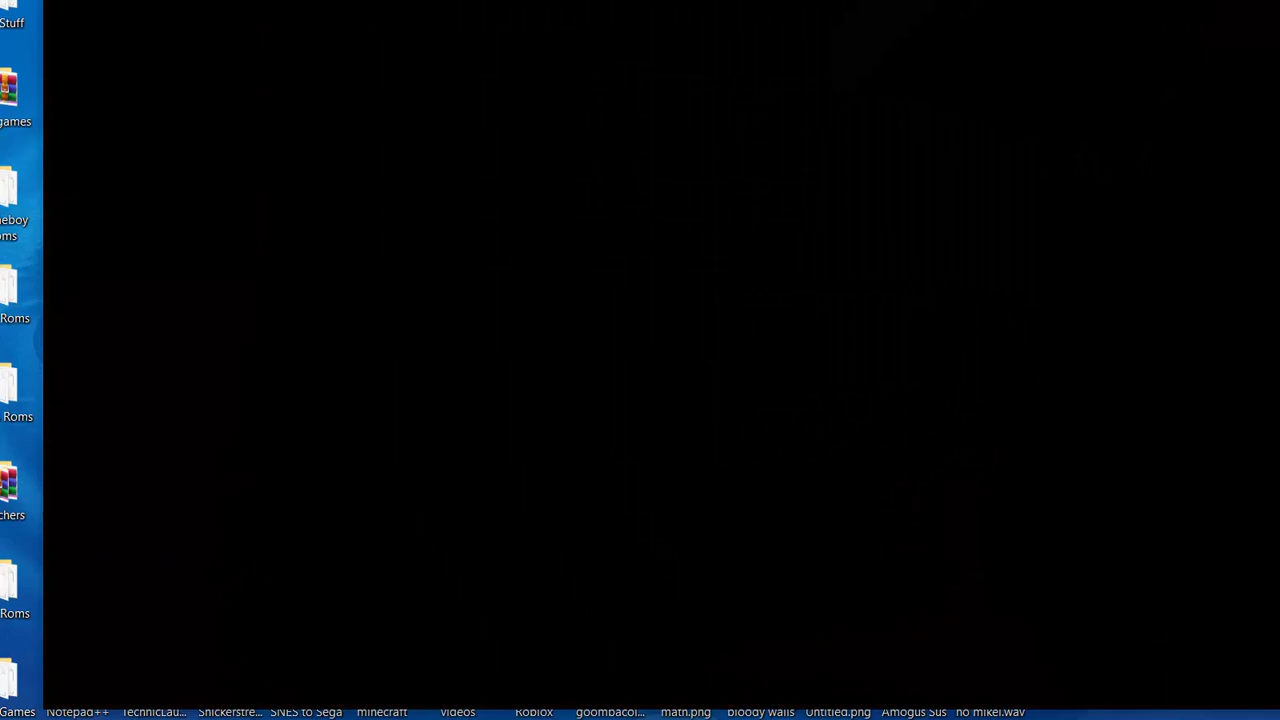 Stuff
games
eboy
oms
Roms
Roms
chers
Roms
Games
Notepad++ TechnicLau... Snickerstre... SNES to Sega minecraft videos Roblox goombacol... math.png bloody walls Untitled.png Amogus Sus no mikel.wav